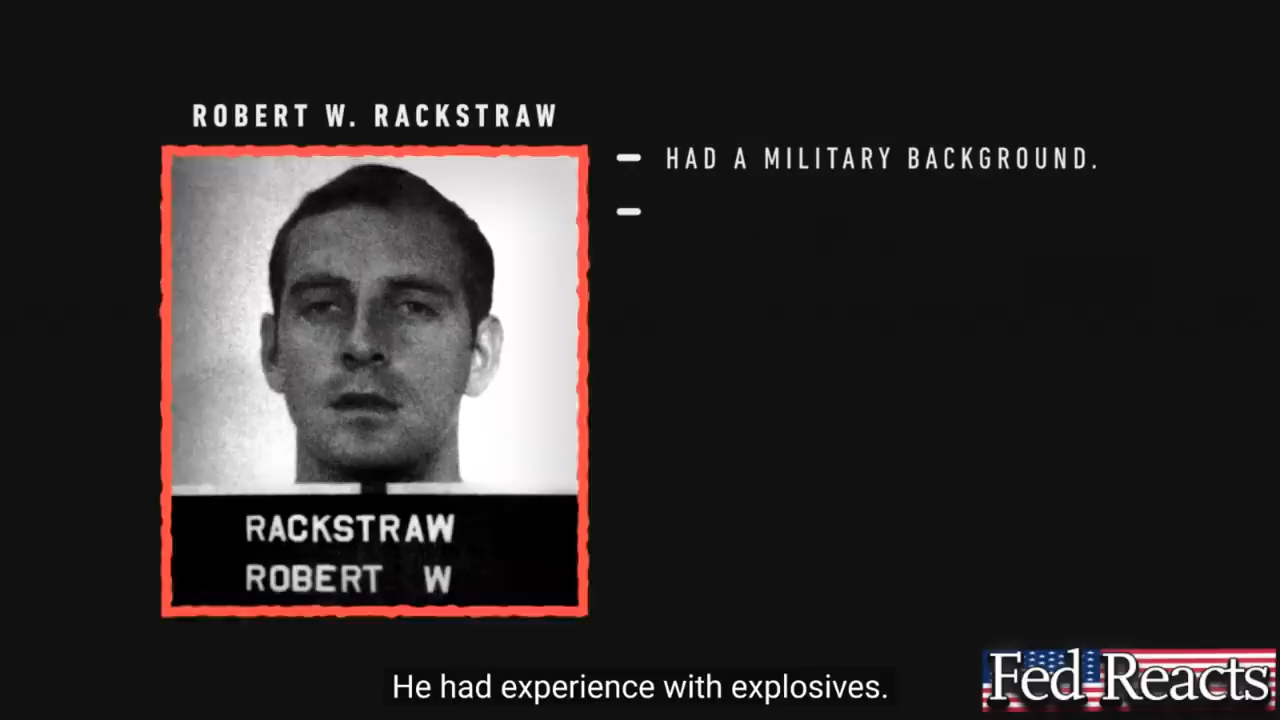 ROBERT W. RACKSTRAW
– HAD A MILITARY BACKGROUND.
–
RACKSTRAW
ROBERT W
He had experience with explosives.
Fed Reacts